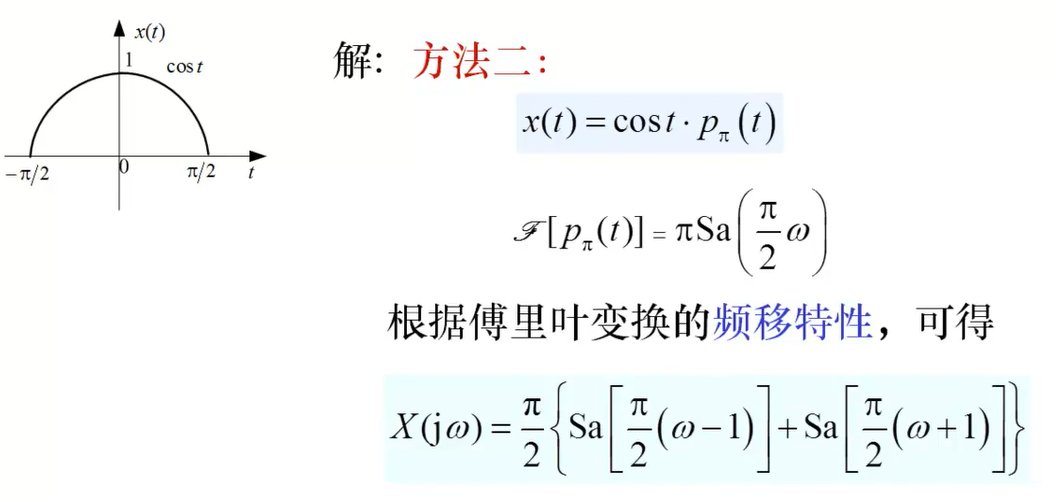 x(t)
1
cos t
-π/2
0
π/2
t
解: 方法二：
x(t) = cos t · p_π(t)
ℱ[p_π(t)] = πSa(π/2 ω)
根据傅里叶变换的频移特性，可得
X(jω) = π/2 {Sa[π/2 (ω−1)] + Sa[π/2 (ω+1)]}